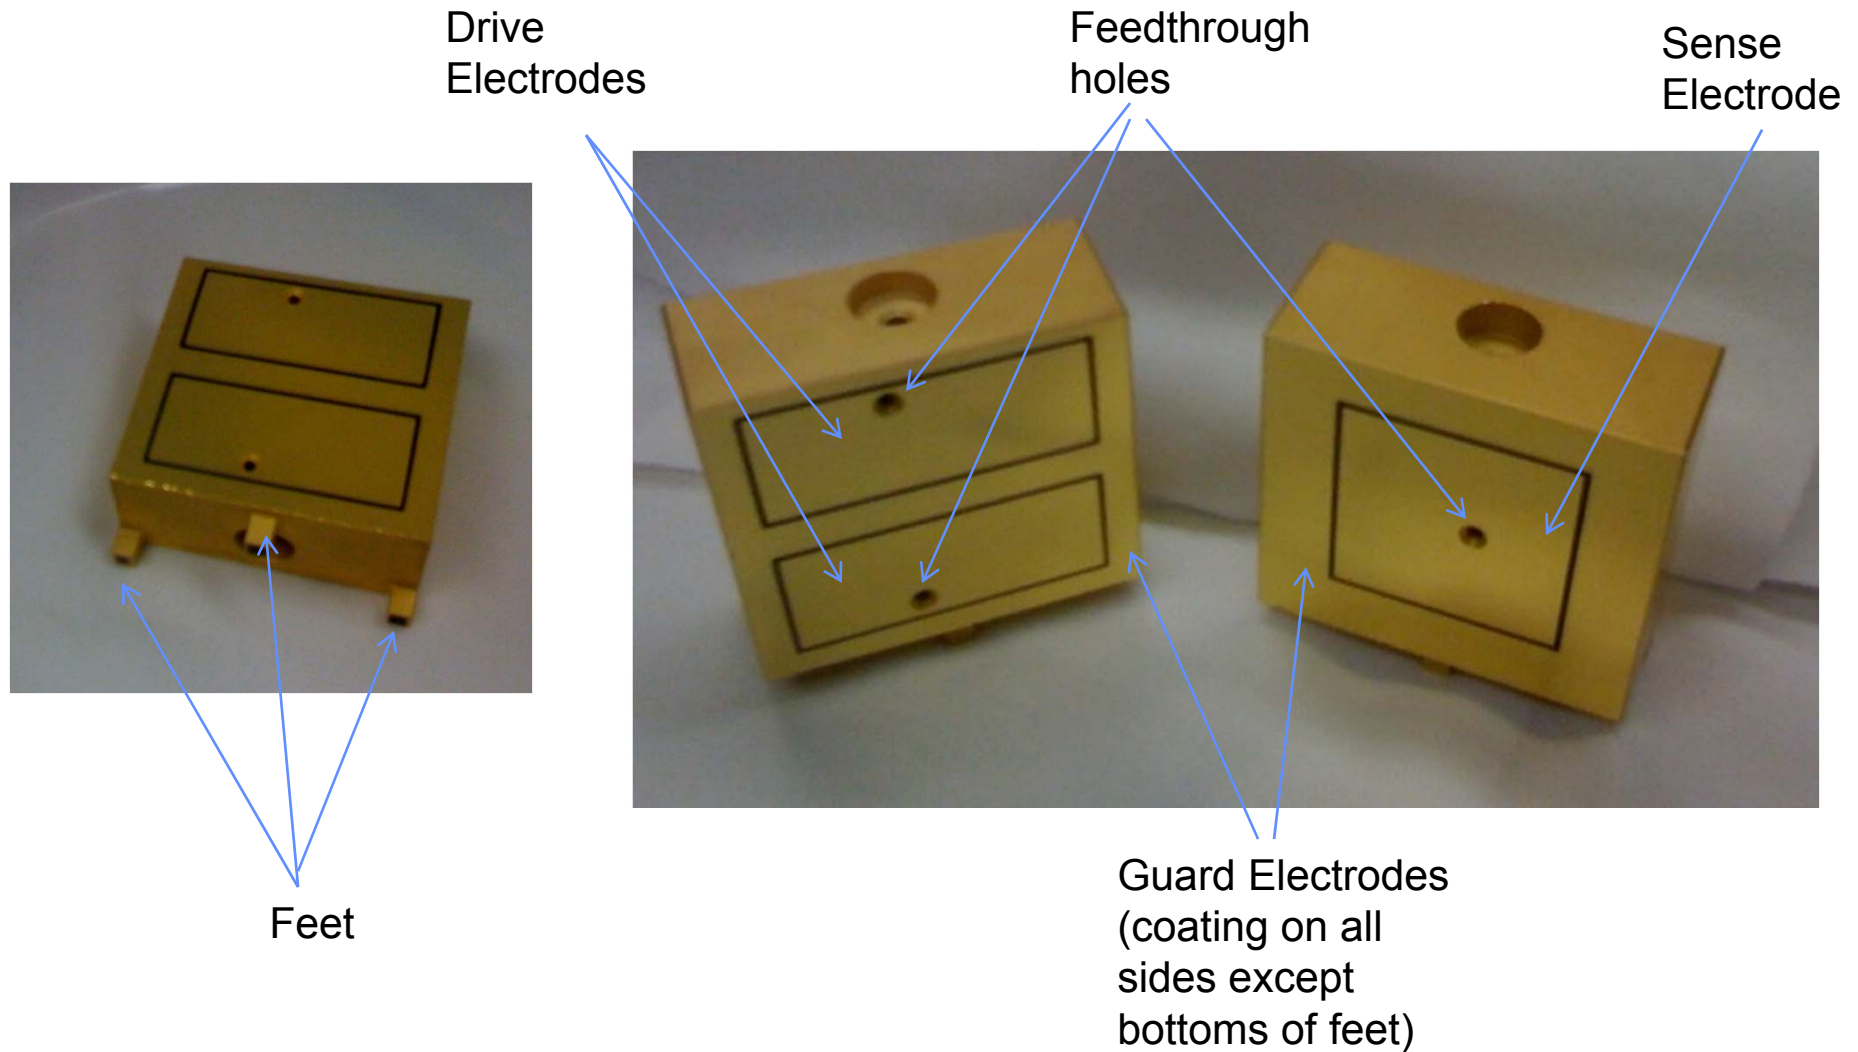 Drive
Electrodes
Feedthrough
holes
Sense
Electrode
Feet
Guard Electrodes
(coating on all
sides except
bottoms of feet)